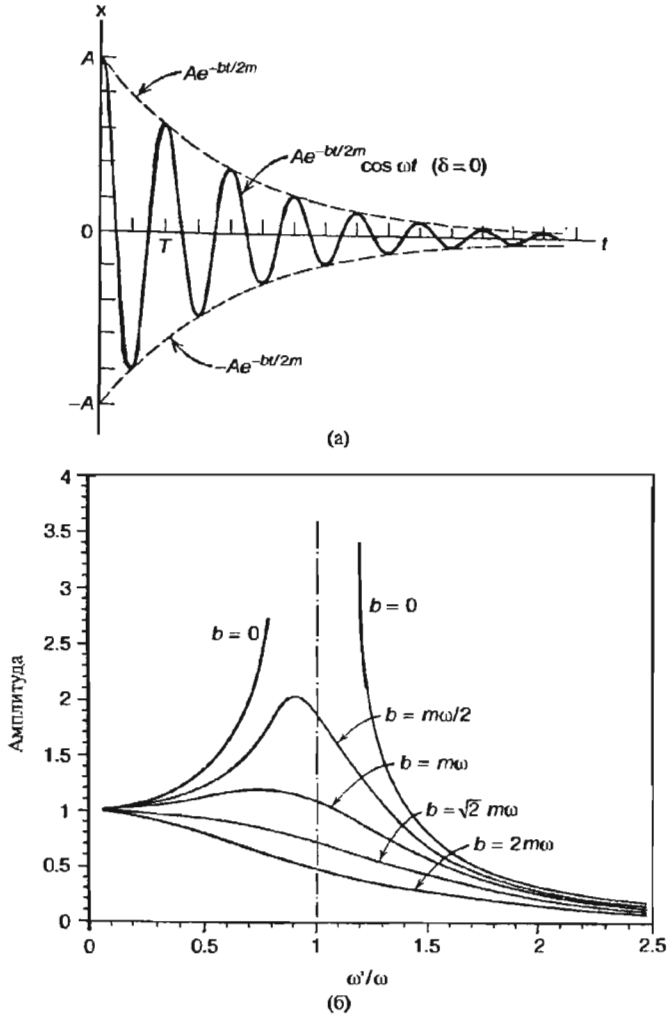 x
A
Ae^{-bt/2m}
Ae^{-bt/2m} cos ωt (δ=0)
0
T
t
-Ae^{-bt/2m}
-A
(а)
4
3.5
3
2.5
2
1.5
1
0.5
0
Амплитуда
b = 0
b = 0
b = mω/2
b = mω
b = √2 mω
b = 2mω
0 0.5 1 1.5 2 2.5
ω'/ω
(б)